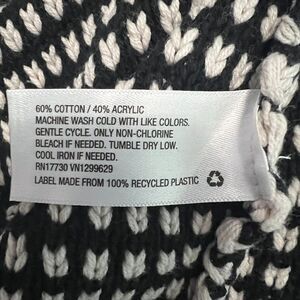 60% COTTON / 40% ACRYLIC
MACHINE WASH COLD WITH LIKE COLORS.
GENTLE CYCLE. ONLY NON-CHLORINE
BLEACH IF NEEDED. TUMBLE DRY LOW.
COOL IRON IF NEEDED.
RN17730 VN1299629
LABEL MADE FROM 100% RECYCLED PLASTIC